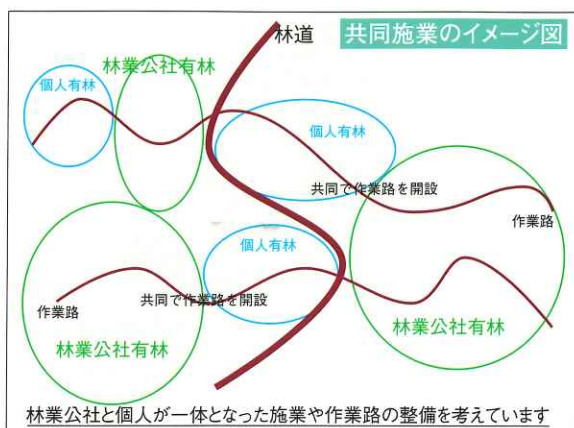 林道
共同施業のイメージ図
林業公社有林
個人有林
個人有林
共同で作業路を開設
作業路
個人有林
作業路
共同で作業路を開設
林業公社有林
林業公社有林
林業公社と個人が一体となった施業や作業路の整備を考えています